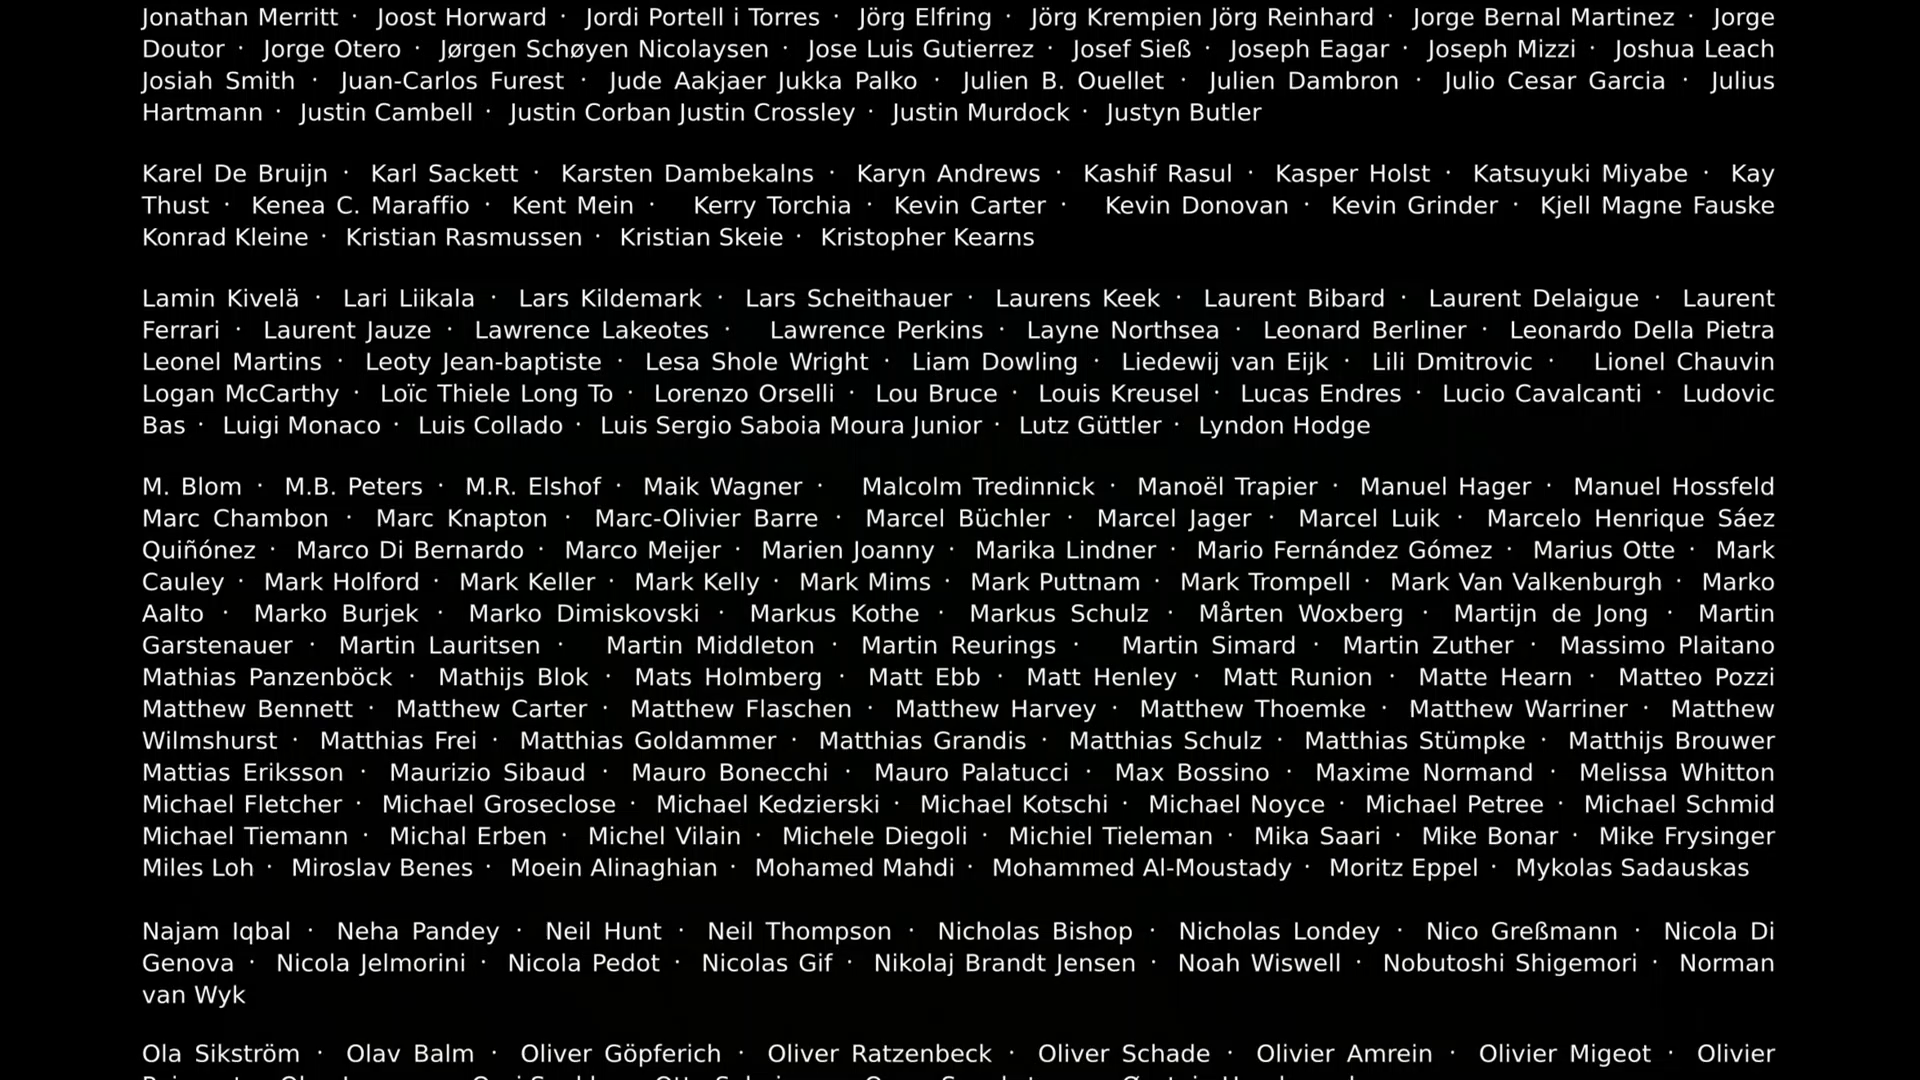 Jonathan Merritt · Joost Horward · Jordi Portell i Torres · Jörg Elfring · Jörg Krempien Jörg Reinhard · Jorge Bernal Martinez · Jorge
Doutor · Jorge Otero · Jørgen Schøyen Nicolaysen · Jose Luis Gutierrez · Josef Sieß · Joseph Eagar · Joseph Mizzi · Joshua Leach
Josiah Smith · Juan-Carlos Furest · Jude Aakjaer Jukka Palko · Julien B. Ouellet · Julien Dambron · Julio Cesar Garcia · Julius
Hartmann · Justin Cambell · Justin Corban Justin Crossley · Justin Murdock · Justyn Butler
Karel De Bruijn · Karl Sackett · Karsten Dambekalns · Karyn Andrews · Kashif Rasul · Kasper Holst · Katsuyuki Miyabe · Kay
Thust · Kenea C. Maraffio · Kent Mein · Kerry Torchia · Kevin Carter · Kevin Donovan · Kevin Grinder · Kjell Magne Fauske
Konrad Kleine · Kristian Rasmussen · Kristian Skeie · Kristopher Kearns
Lamin Kivelä · Lari Liikala · Lars Kildemark · Lars Scheithauer · Laurens Keek · Laurent Bibard · Laurent Delaigue · Laurent
Ferrari · Laurent Jauze · Lawrence Lakeotes · Lawrence Perkins · Layne Northsea · Leonard Berliner · Leonardo Della Pietra
Leonel Martins · Leoty Jean-baptiste · Lesa Shole Wright · Liam Dowling · Liedewij van Eijk · Lili Dmitrovic · Lionel Chauvin
Logan McCarthy · Loïc Thiele Long To · Lorenzo Orselli · Lou Bruce · Louis Kreusel · Lucas Endres · Lucio Cavalcanti · Ludovic
Bas · Luigi Monaco · Luis Collado · Luis Sergio Saboia Moura Junior · Lutz Güttler · Lyndon Hodge
M. Blom · M.B. Peters · M.R. Elshof · Maik Wagner · Malcolm Tredinnick · Manoël Trapier · Manuel Hager · Manuel Hossfeld
Marc Chambon · Marc Knapton · Marc-Olivier Barre · Marcel Büchler · Marcel Jager · Marcel Luik · Marcelo Henrique Sáez
Quiñónez · Marco Di Bernardo · Marco Meijer · Marien Joanny · Marika Lindner · Mario Fernández Gómez · Marius Otte · Mark
Cauley · Mark Holford · Mark Keller · Mark Kelly · Mark Mims · Mark Puttnam · Mark Trompell · Mark Van Valkenburgh · Marko
Aalto · Marko Burjek · Marko Dimiskovski · Markus Kothe · Markus Schulz · Mårten Woxberg · Martijn de Jong · Martin
Garstenauer · Martin Lauritsen · Martin Middleton · Martin Reurings · Martin Simard · Martin Zuther · Massimo Plaitano
Mathias Panzenböck · Mathijs Blok · Mats Holmberg · Matt Ebb · Matt Henley · Matt Runion · Matte Hearn · Matteo Pozzi
Matthew Bennett · Matthew Carter · Matthew Flaschen · Matthew Harvey · Matthew Thoemke · Matthew Warriner · Matthew
Wilmshurst · Matthias Frei · Matthias Goldammer · Matthias Grandis · Matthias Schulz · Matthias Stümpke · Matthijs Brouwer
Mattias Eriksson · Maurizio Sibaud · Mauro Bonecchi · Mauro Palatucci · Max Bossino · Maxime Normand · Melissa Whitton
Michael Fletcher · Michael Groseclose · Michael Kedzierski · Michael Kotschi · Michael Noyce · Michael Petree · Michael Schmid
Michael Tiemann · Michal Erben · Michel Vilain · Michele Diegoli · Michiel Tieleman · Mika Saari · Mike Bonar · Mike Frysinger
Miles Loh · Miroslav Benes · Moein Alinaghian · Mohamed Mahdi · Mohammed Al-Moustady · Moritz Eppel · Mykolas Sadauskas
Najam Iqbal · Neha Pandey · Neil Hunt · Neil Thompson · Nicholas Bishop · Nicholas Londey · Nico Greßmann · Nicola Di
Genova · Nicola Jelmorini · Nicola Pedot · Nicolas Gif · Nikolaj Brandt Jensen · Noah Wiswell · Nobutoshi Shigemori · Norman
van Wyk
Ola Sikström · Olav Balm · Oliver Göpferich · Oliver Ratzenbeck · Oliver Schade · Olivier Amrein · Olivier Migeot · Olivier